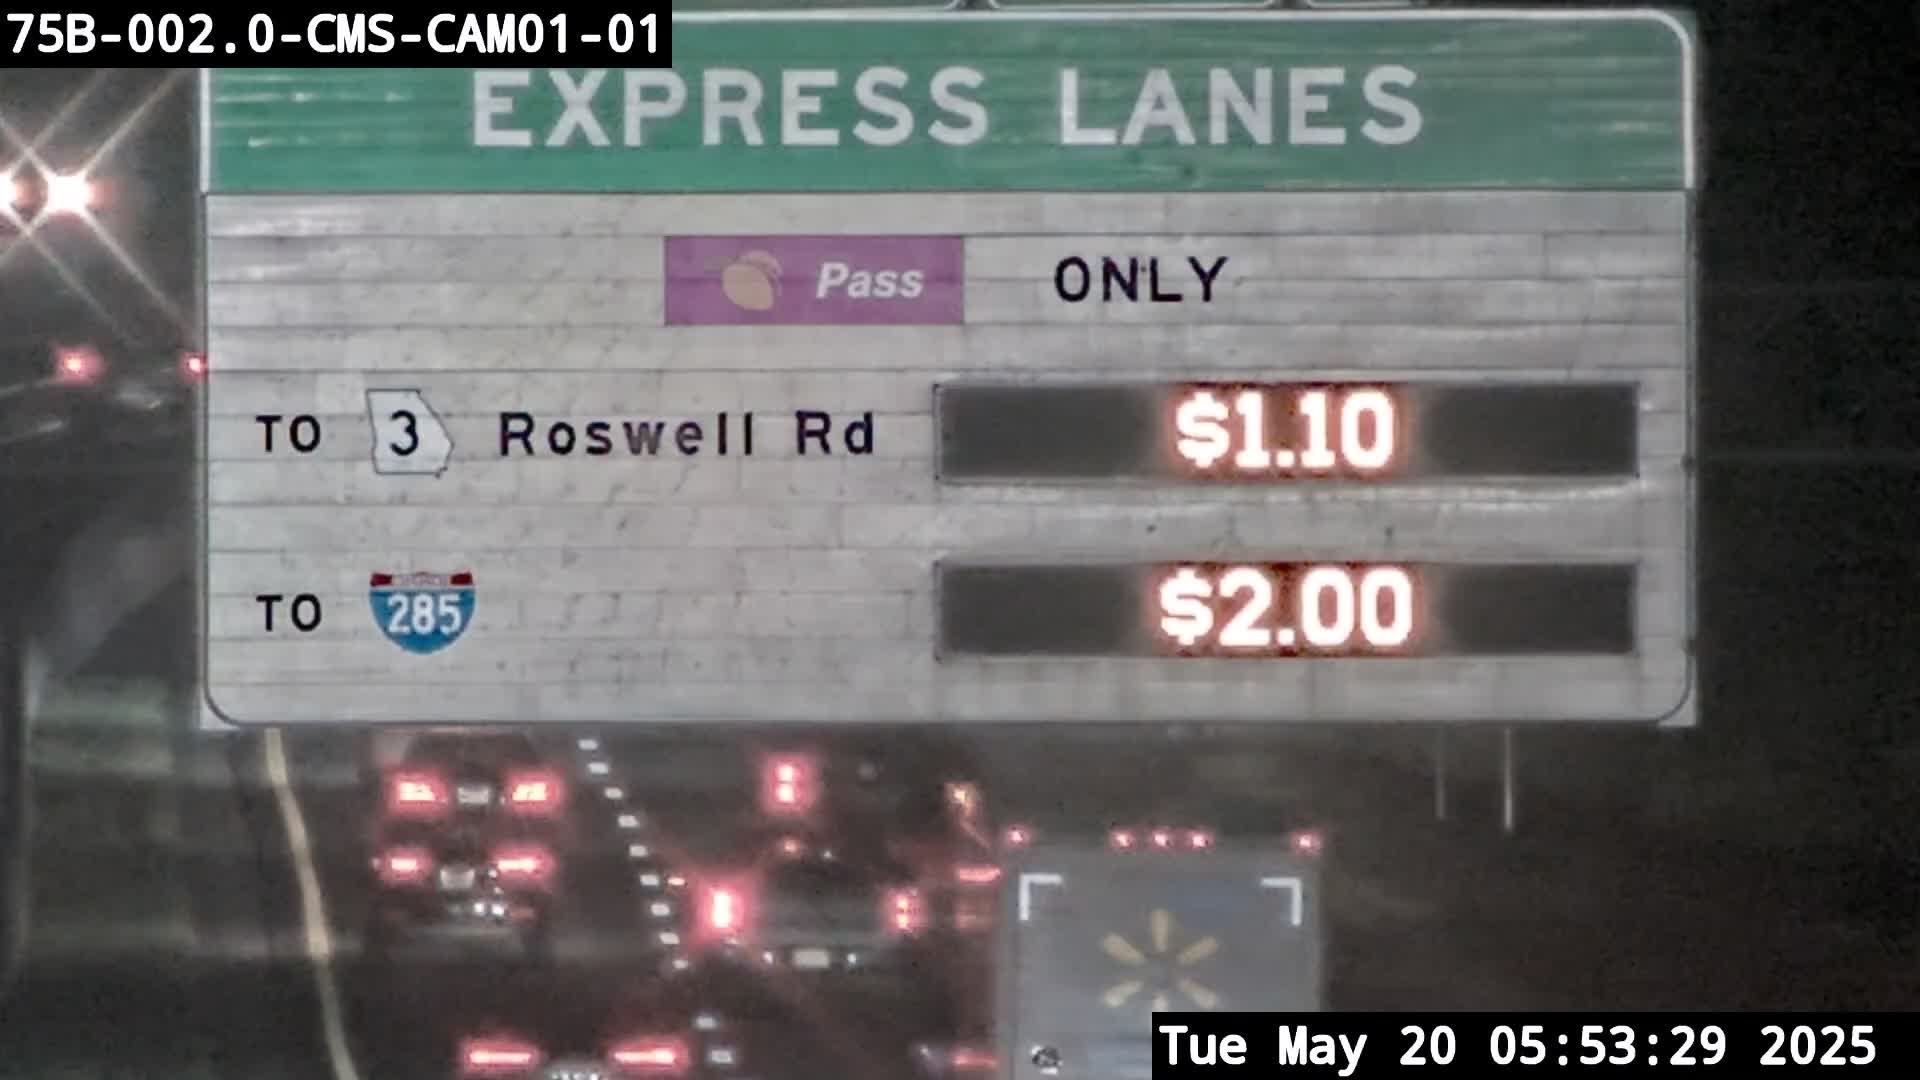 75B-002.0-CMS-CAM01-01
EXPRESS LANES
Pass ONLY
TO 3 Roswell Rd $1.10
TO 285 $2.00
Tue May 20 05:53:29 2025